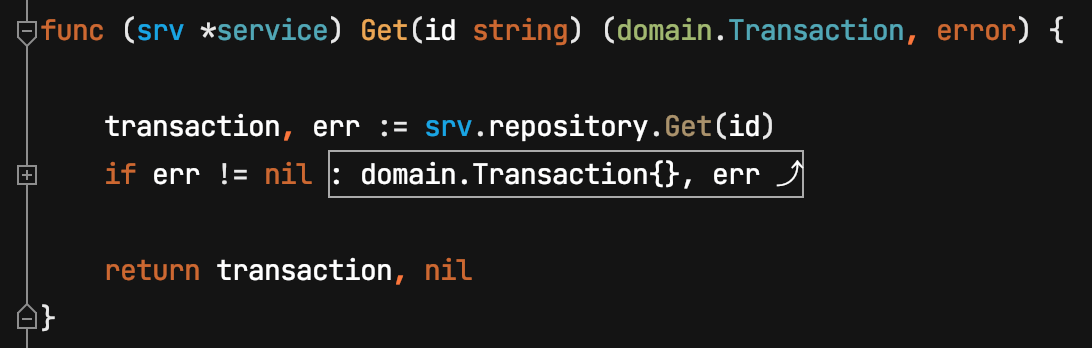 func (srv *service) Get(id string) (domain.Transaction, error) {
transaction, err := srv.repository.Get(id)
if err != nil : domain.Transaction{}, err ⤴
return transaction, nil
}